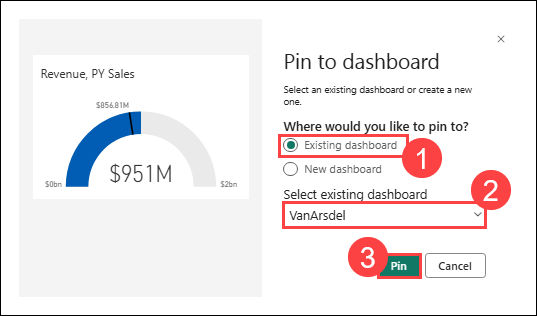 Revenue, PY Sales
$856.81M
$951M
$0bn
$2bn
Pin to dashboard
Select an existing dashboard or create a new
one.
Where would you like to pin to?
Existing dashboard
1
New dashboard
Select existing dashboard
2
VanArsdel
3
Pin
Cancel